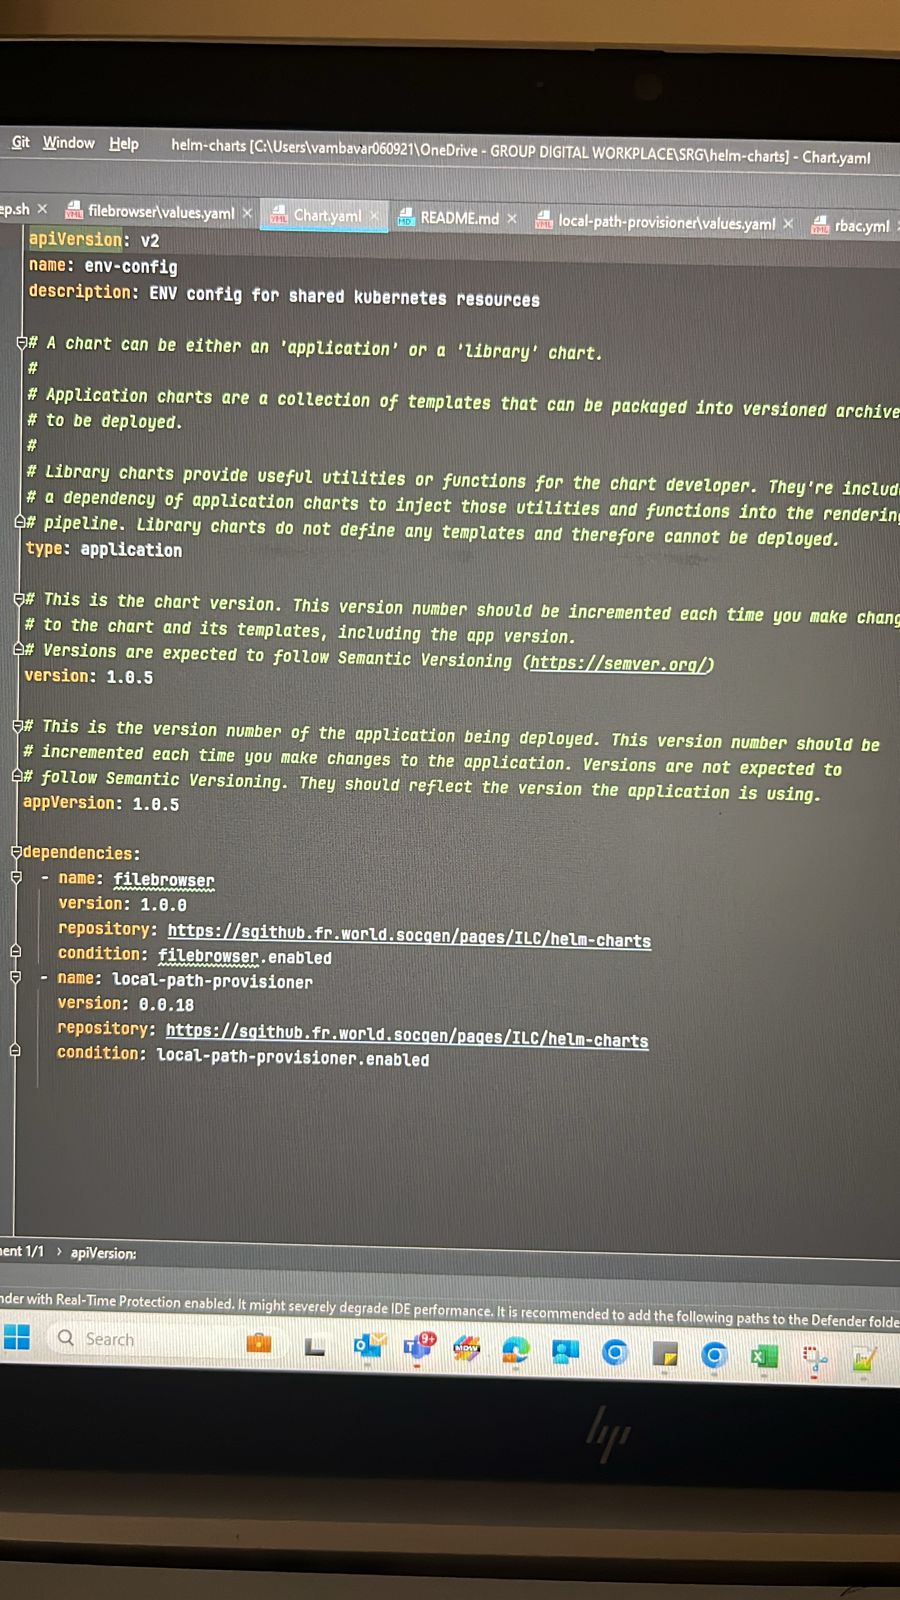 Git Window Help helm-charts [C:\Users\vambavar060921\OneDrive - GROUP DIGITAL WORKPLACE\SRG\helm-charts] - Chart.yaml
ep.sh × filebrowser\values.yaml × Chart.yaml × README.md × local-path-provisioner\values.yaml × rbac.yml
apiVersion: v2
name: env-config
description: ENV config for shared kubernetes resources
# A chart can be either an 'application' or a 'library' chart.
#
# Application charts are a collection of templates that can be packaged into versioned archive
# to be deployed.
#
# Library charts provide useful utilities or functions for the chart developer. They're includ
# a dependency of application charts to inject those utilities and functions into the rendering
# pipeline. Library charts do not define any templates and therefore cannot be deployed.
type: application
# This is the chart version. This version number should be incremented each time you make chang
# to the chart and its templates, including the app version.
# Versions are expected to follow Semantic Versioning (https://semver.org/)
version: 1.0.5
# This is the version number of the application being deployed. This version number should be
# incremented each time you make changes to the application. Versions are not expected to
# follow Semantic Versioning. They should reflect the version the application is using.
appVersion: 1.0.5
dependencies:
- name: filebrowser
version: 1.0.0
repository: https://sgithub.fr.world.socgen/pages/ILC/helm-charts
condition: filebrowser.enabled
- name: local-path-provisioner
version: 0.0.18
repository: https://sgithub.fr.world.socgen/pages/ILC/helm-charts
condition: local-path-provisioner.enabled
ment 1/1 › apiVersion:
nder with Real-Time Protection enabled. It might severely degrade IDE performance. It is recommended to add the following paths to the Defender folde
Search
9+
hp